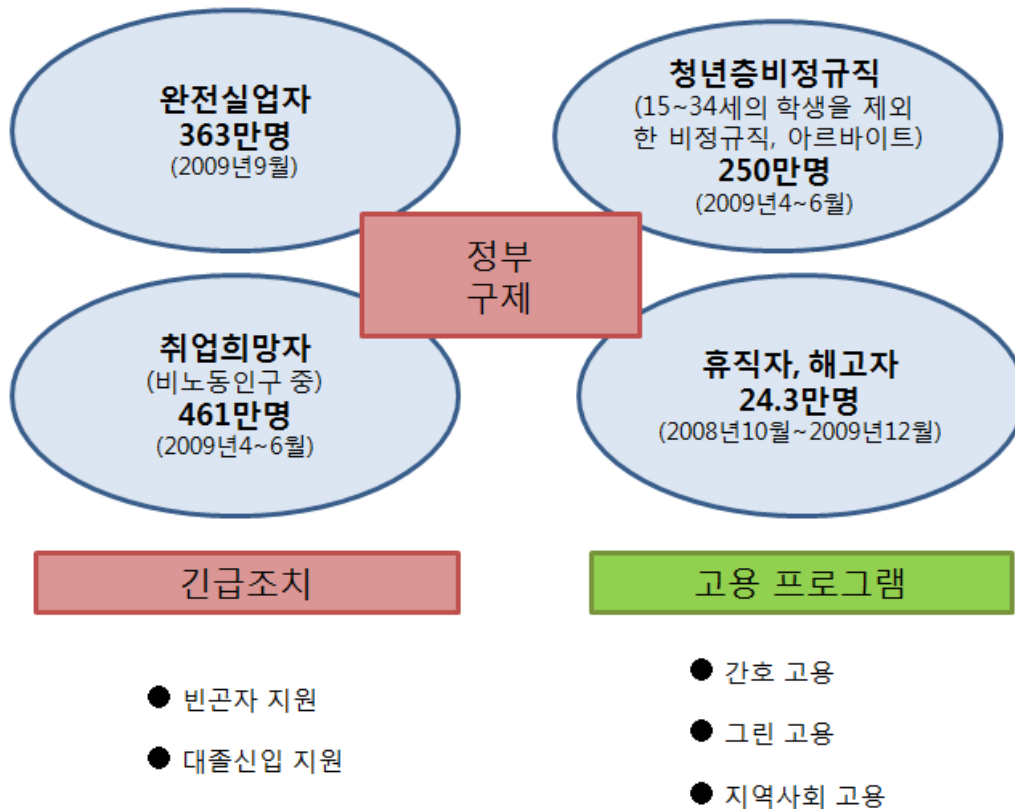 완전실업자
363만명
(2009년9월)
청년층비정규직
(15~34세의 학생을 제외
한 비정규직, 아르바이트)
250만명
(2009년4~6월)
정부
구제
취업희망자
(비노동인구 중)
461만명
(2009년4~6월)
휴직자, 해고자
24.3만명
(2008년10월~2009년12월)
긴급조치
고용 프로그램
● 빈곤자 지원
● 대졸신입 지원
● 간호 고용
● 그린 고용
● 지역사회 고용